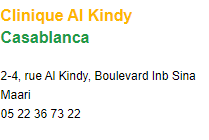 Clinique Al Kindy
Casablanca
2-4, rue Al Kindy, Boulevard Inb Sina
Maari
05 22 36 73 22